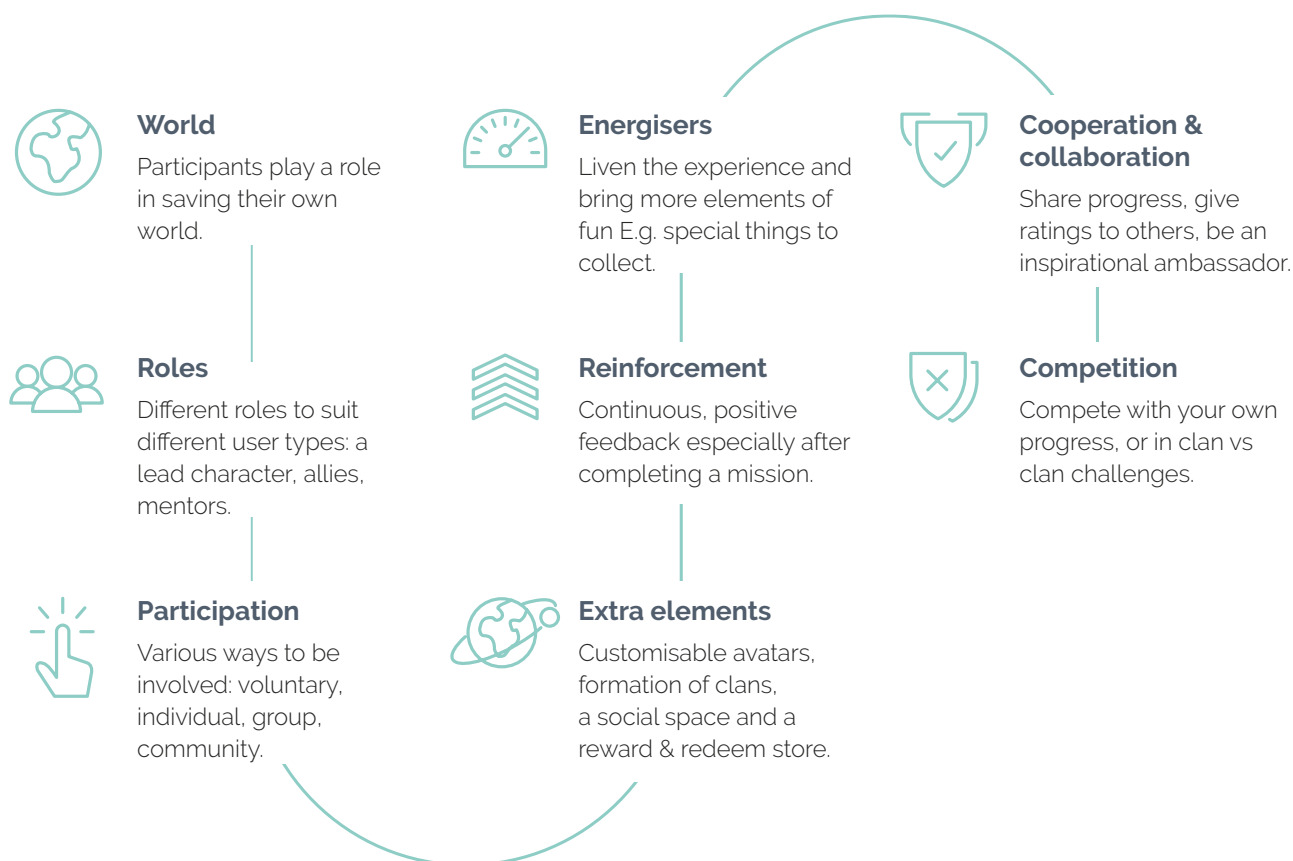 World
Participants play a role
in saving their own
world.
Roles
Different roles to suit
different user types: a
lead character, allies,
mentors.
Participation
Various ways to be
involved: voluntary,
individual, group,
community.
Energisers
Liven the experience and
bring more elements of
fun E.g. special things to
collect.
Reinforcement
Continuous, positive
feedback especially after
completing a mission.
Extra elements
Customisable avatars,
formation of clans,
a social space and a
reward & redeem store.
Cooperation &
collaboration
Share progress, give
ratings to others, be an
inspirational ambassador.
Competition
Compete with your own
progress, or in clan vs
clan challenges.